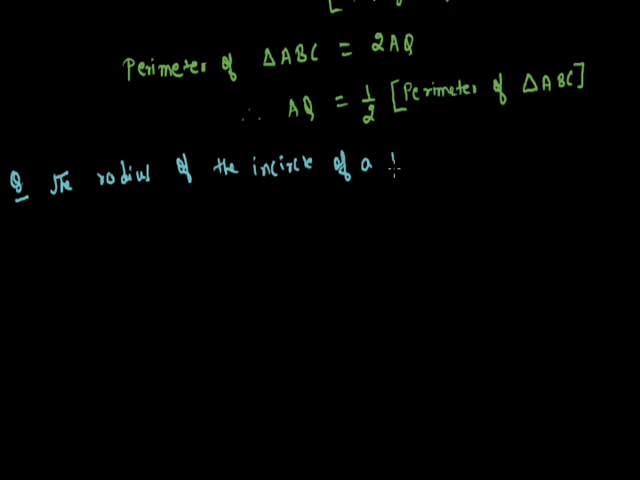 Perimeter of ΔABC = 2AQ
∴ AQ = 1/2 [Perimeter of ΔABC]
Q The radius of the incircle of a